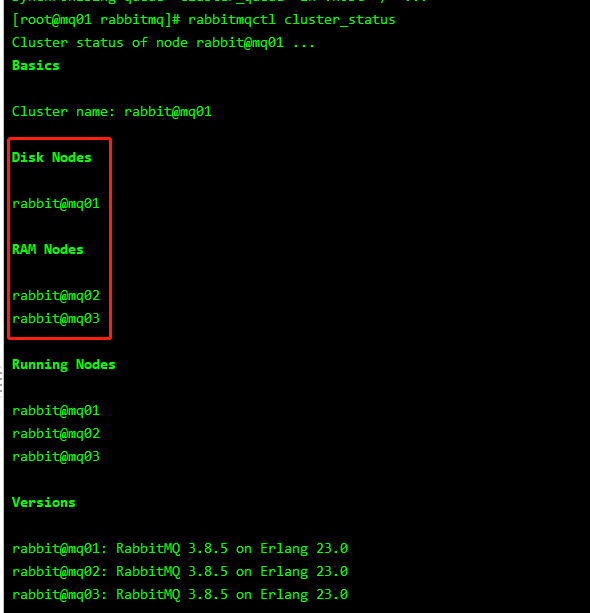 [root@mq01 rabbitmq]# rabbitmqctl cluster_status
Cluster status of node rabbit@mq01 ...
Basics
Cluster name: rabbit@mq01
Disk Nodes
rabbit@mq01
RAM Nodes
rabbit@mq02
rabbit@mq03
Running Nodes
rabbit@mq01
rabbit@mq02
rabbit@mq03
Versions
rabbit@mq01: RabbitMQ 3.8.5 on Erlang 23.0
rabbit@mq02: RabbitMQ 3.8.5 on Erlang 23.0
rabbit@mq03: RabbitMQ 3.8.5 on Erlang 23.0